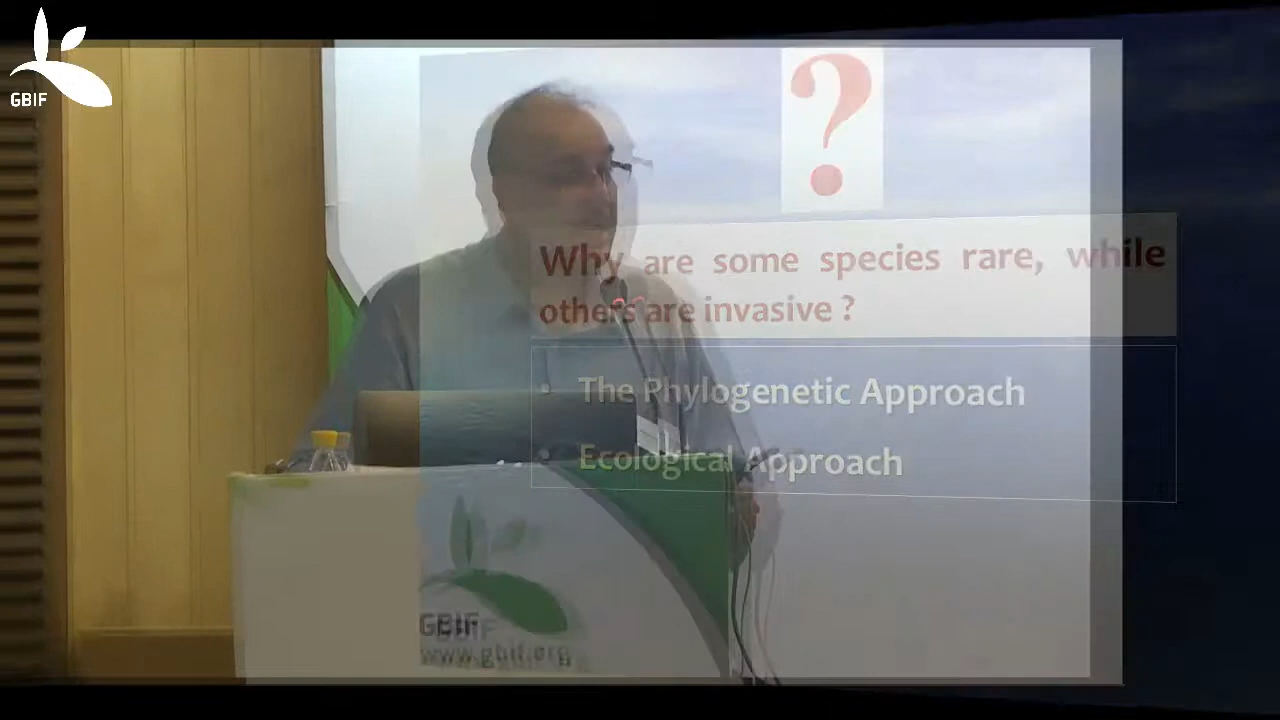 GBIF
?
Why are some species rare, while
others are invasive ?
• The Phylogenetic Approach
• Ecological Approach
GBIF
www.gbif.org